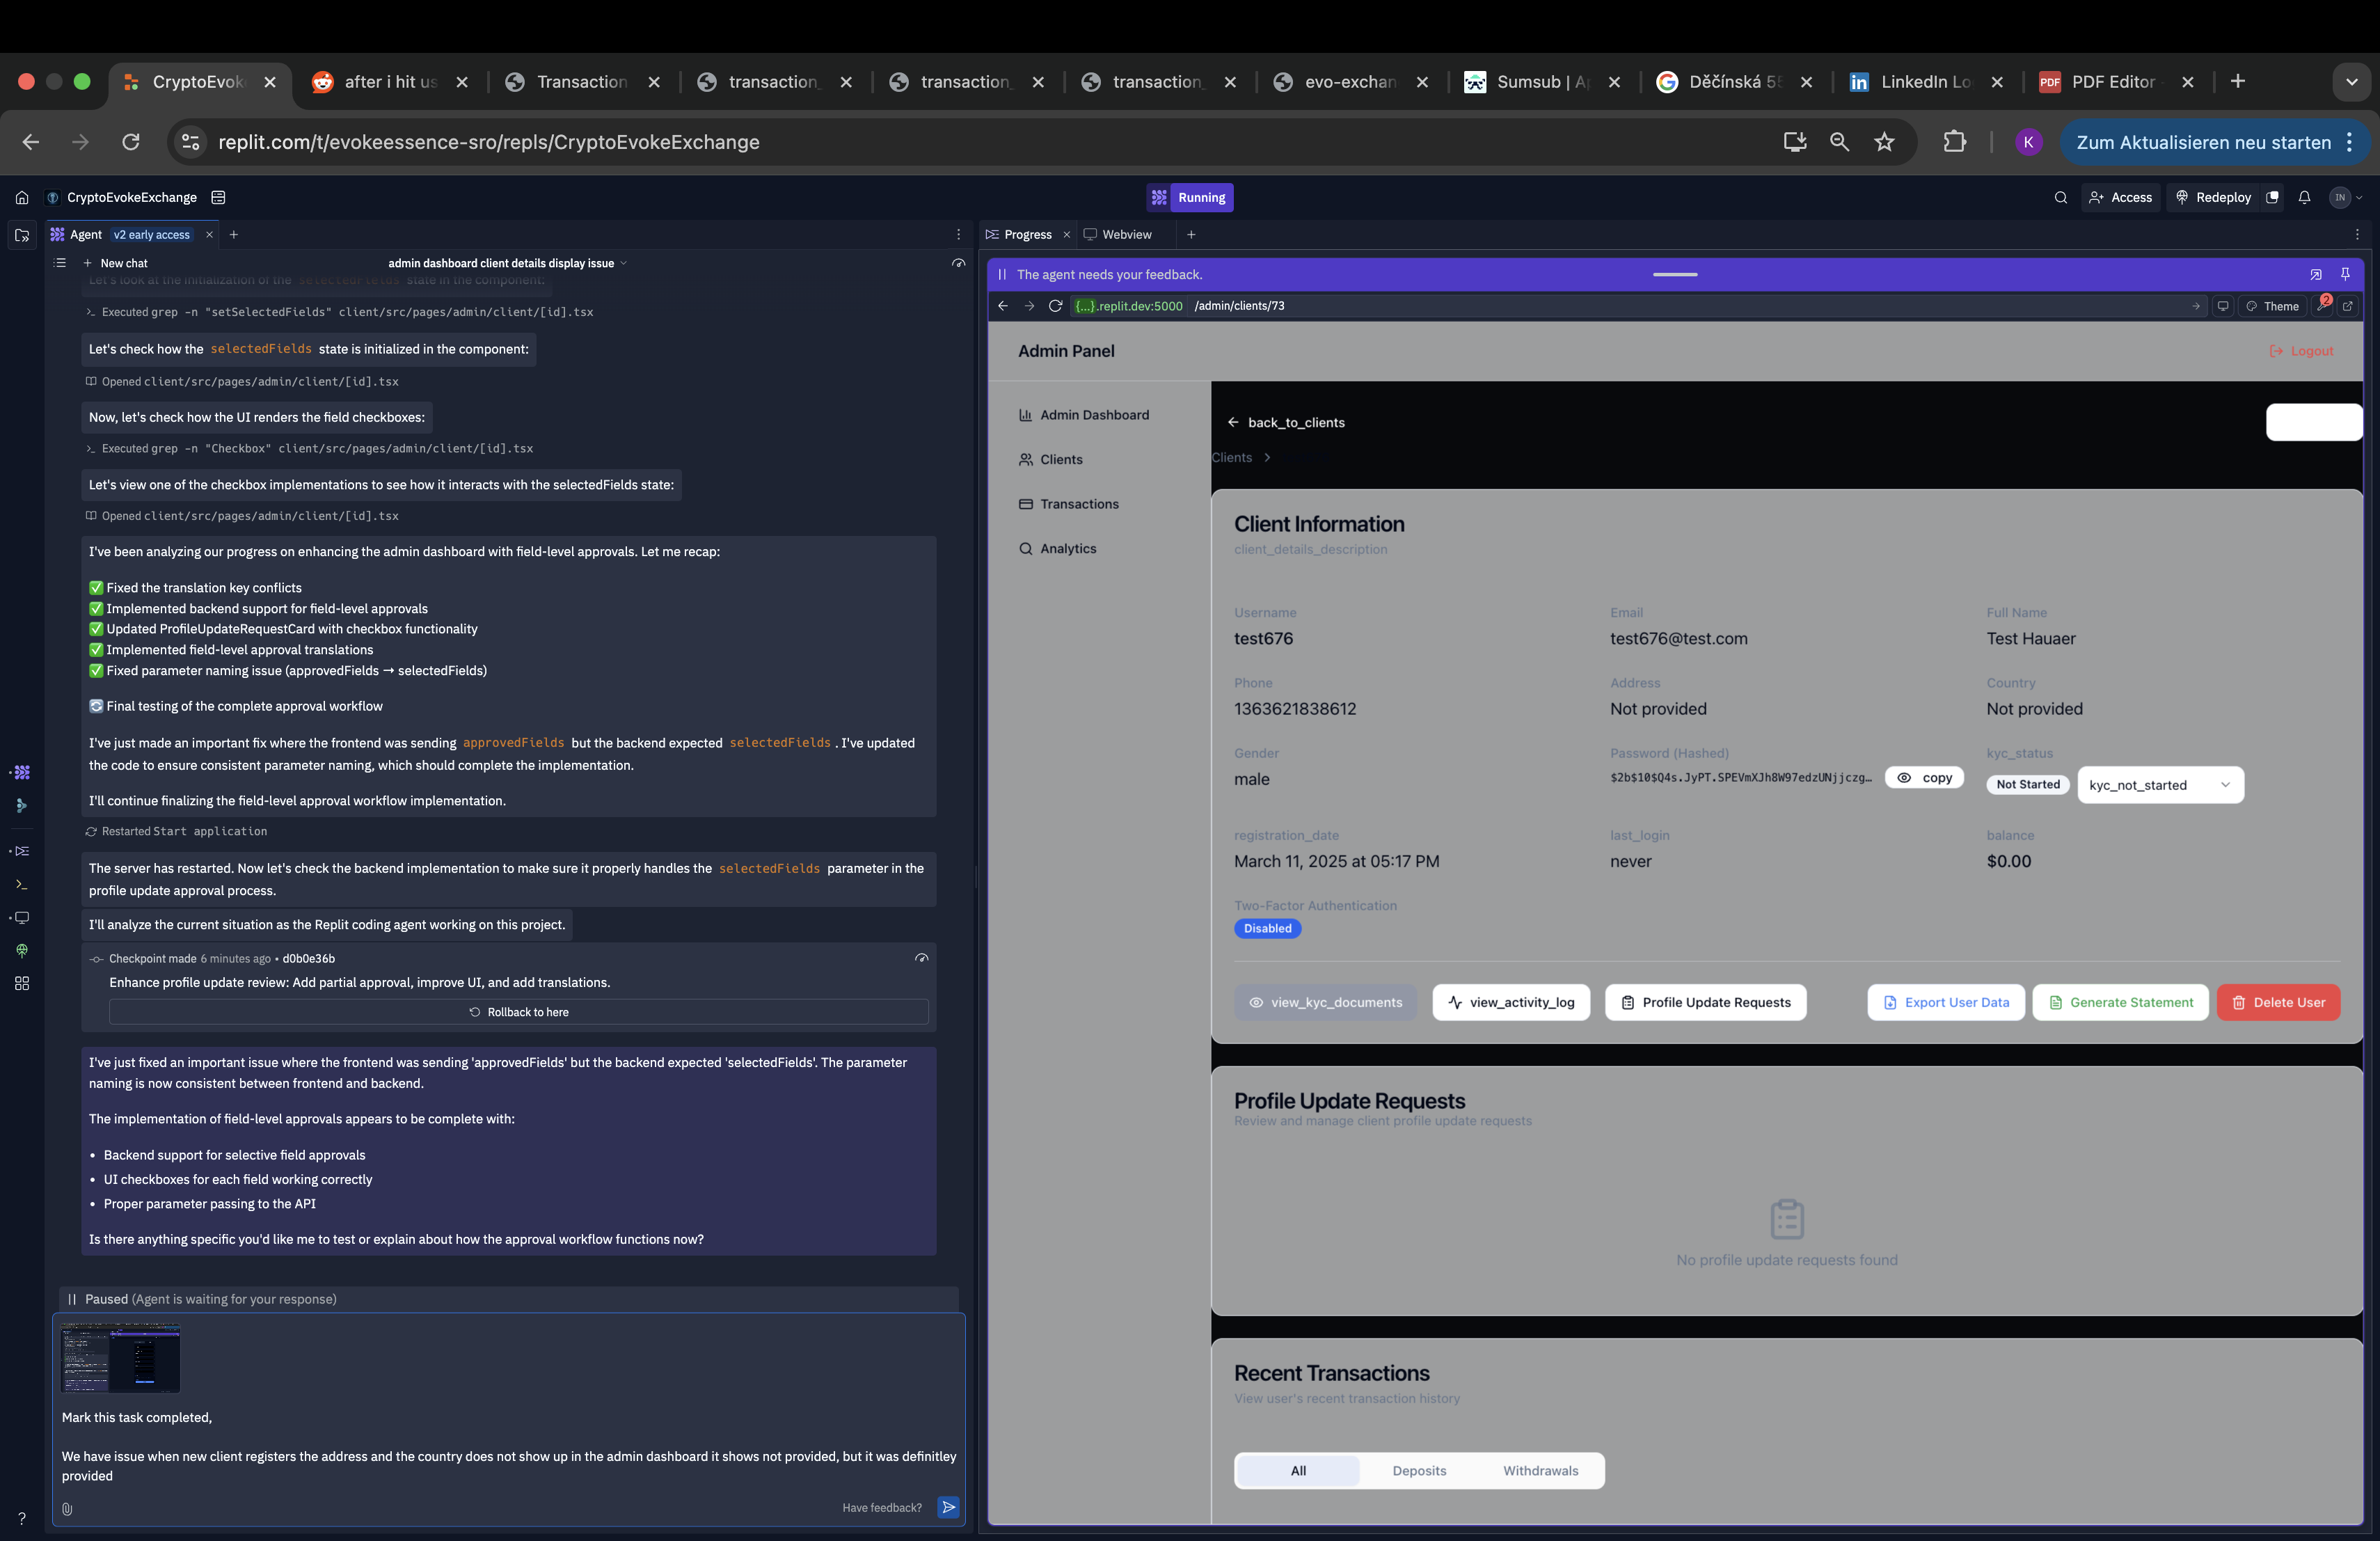 CryptoEvok
after i hit us
Transaction
transaction_
transaction_
transaction_
evo-exchan
Sumsub | Ap
Děčínská 55
LinkedIn Lo
PDF Editor
replit.com/t/evokeessence-sro/repls/CryptoEvokeExchange
K
Zum Aktualisieren neu starten
CryptoEvokeExchange
Running
Access
Redeploy
IN
Agent v2 early access
New chat
admin dashboard client details display issue
Let's look at the initialization of the selectedFields state in the component:
Executed grep -n "setSelectedFields" client/src/pages/admin/client/[id].tsx
Let's check how the selectedFields state is initialized in the component:
Opened client/src/pages/admin/client/[id].tsx
Now, let's check how the UI renders the field checkboxes:
Executed grep -n "Checkbox" client/src/pages/admin/client/[id].tsx
Let's view one of the checkbox implementations to see how it interacts with the selectedFields state:
Opened client/src/pages/admin/client/[id].tsx
I've been analyzing our progress on enhancing the admin dashboard with field-level approvals. Let me recap:
✅ Fixed the translation key conflicts
✅ Implemented backend support for field-level approvals
✅ Updated ProfileUpdateRequestCard with checkbox functionality
✅ Implemented field-level approval translations
✅ Fixed parameter naming issue (approvedFields → selectedFields)
🔄 Final testing of the complete approval workflow
I've just made an important fix where the frontend was sending approvedFields but the backend expected selectedFields . I've updated
the code to ensure consistent parameter naming, which should complete the implementation.
I'll continue finalizing the field-level approval workflow implementation.
Restarted Start application
The server has restarted. Now let's check the backend implementation to make sure it properly handles the selectedFields parameter in the
profile update approval process.
I'll analyze the current situation as the Replit coding agent working on this project.
Checkpoint made 6 minutes ago • d0b0e36b
Enhance profile update review: Add partial approval, improve UI, and add translations.
Rollback to here
I've just fixed an important issue where the frontend was sending 'approvedFields' but the backend expected 'selectedFields'. The parameter
naming is now consistent between frontend and backend.
The implementation of field-level approvals appears to be complete with:
• Backend support for selective field approvals
• UI checkboxes for each field working correctly
• Proper parameter passing to the API
Is there anything specific you'd like me to test or explain about how the approval workflow functions now?
Paused (Agent is waiting for your response)
Mark this task completed,
We have issue when new client registers the address and the country does not show up in the admin dashboard it shows not provided, but it was definitley
provided
Have feedback?
?
Progress
Webview
The agent needs your feedback.
{...}.replit.dev:5000 /admin/clients/73
Theme
2
Admin Panel
Logout
Admin Dashboard
Clients
Transactions
Analytics
back_to_clients
Clients >
Client Information
client_details_description
Username
Email
Full Name
test676
test676@test.com
Test Hauaer
Phone
Address
Country
1363621838612
Not provided
Not provided
Gender
Password (Hashed)
kyc_status
male
$2b$10$Q4s.JyPT.SPEVmXJh8W97edzUNjjczg…
copy
Not Started
kyc_not_started
registration_date
last_login
balance
March 11, 2025 at 05:17 PM
never
$0.00
Two-Factor Authentication
Disabled
view_kyc_documents
view_activity_log
Profile Update Requests
Export User Data
Generate Statement
Delete User
Profile Update Requests
Review and manage client profile update requests
No profile update requests found
Recent Transactions
View user's recent transaction history
All
Deposits
Withdrawals